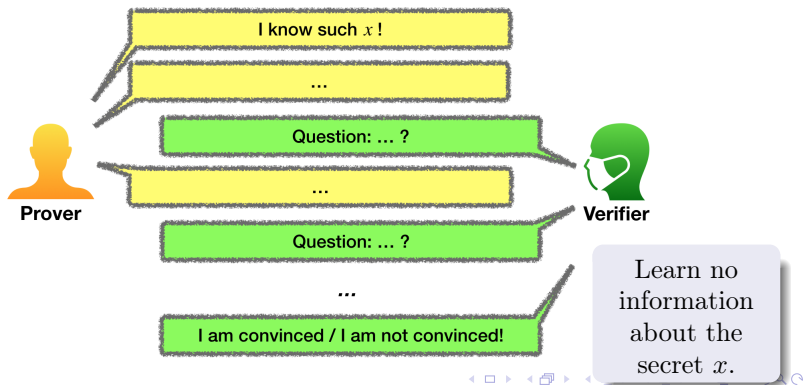 I know such x !
...
Question: ... ?
...
Prover
Verifier
Question: ... ?
...
I am convinced / I am not convinced!
Learn no
information
about the
secret x.